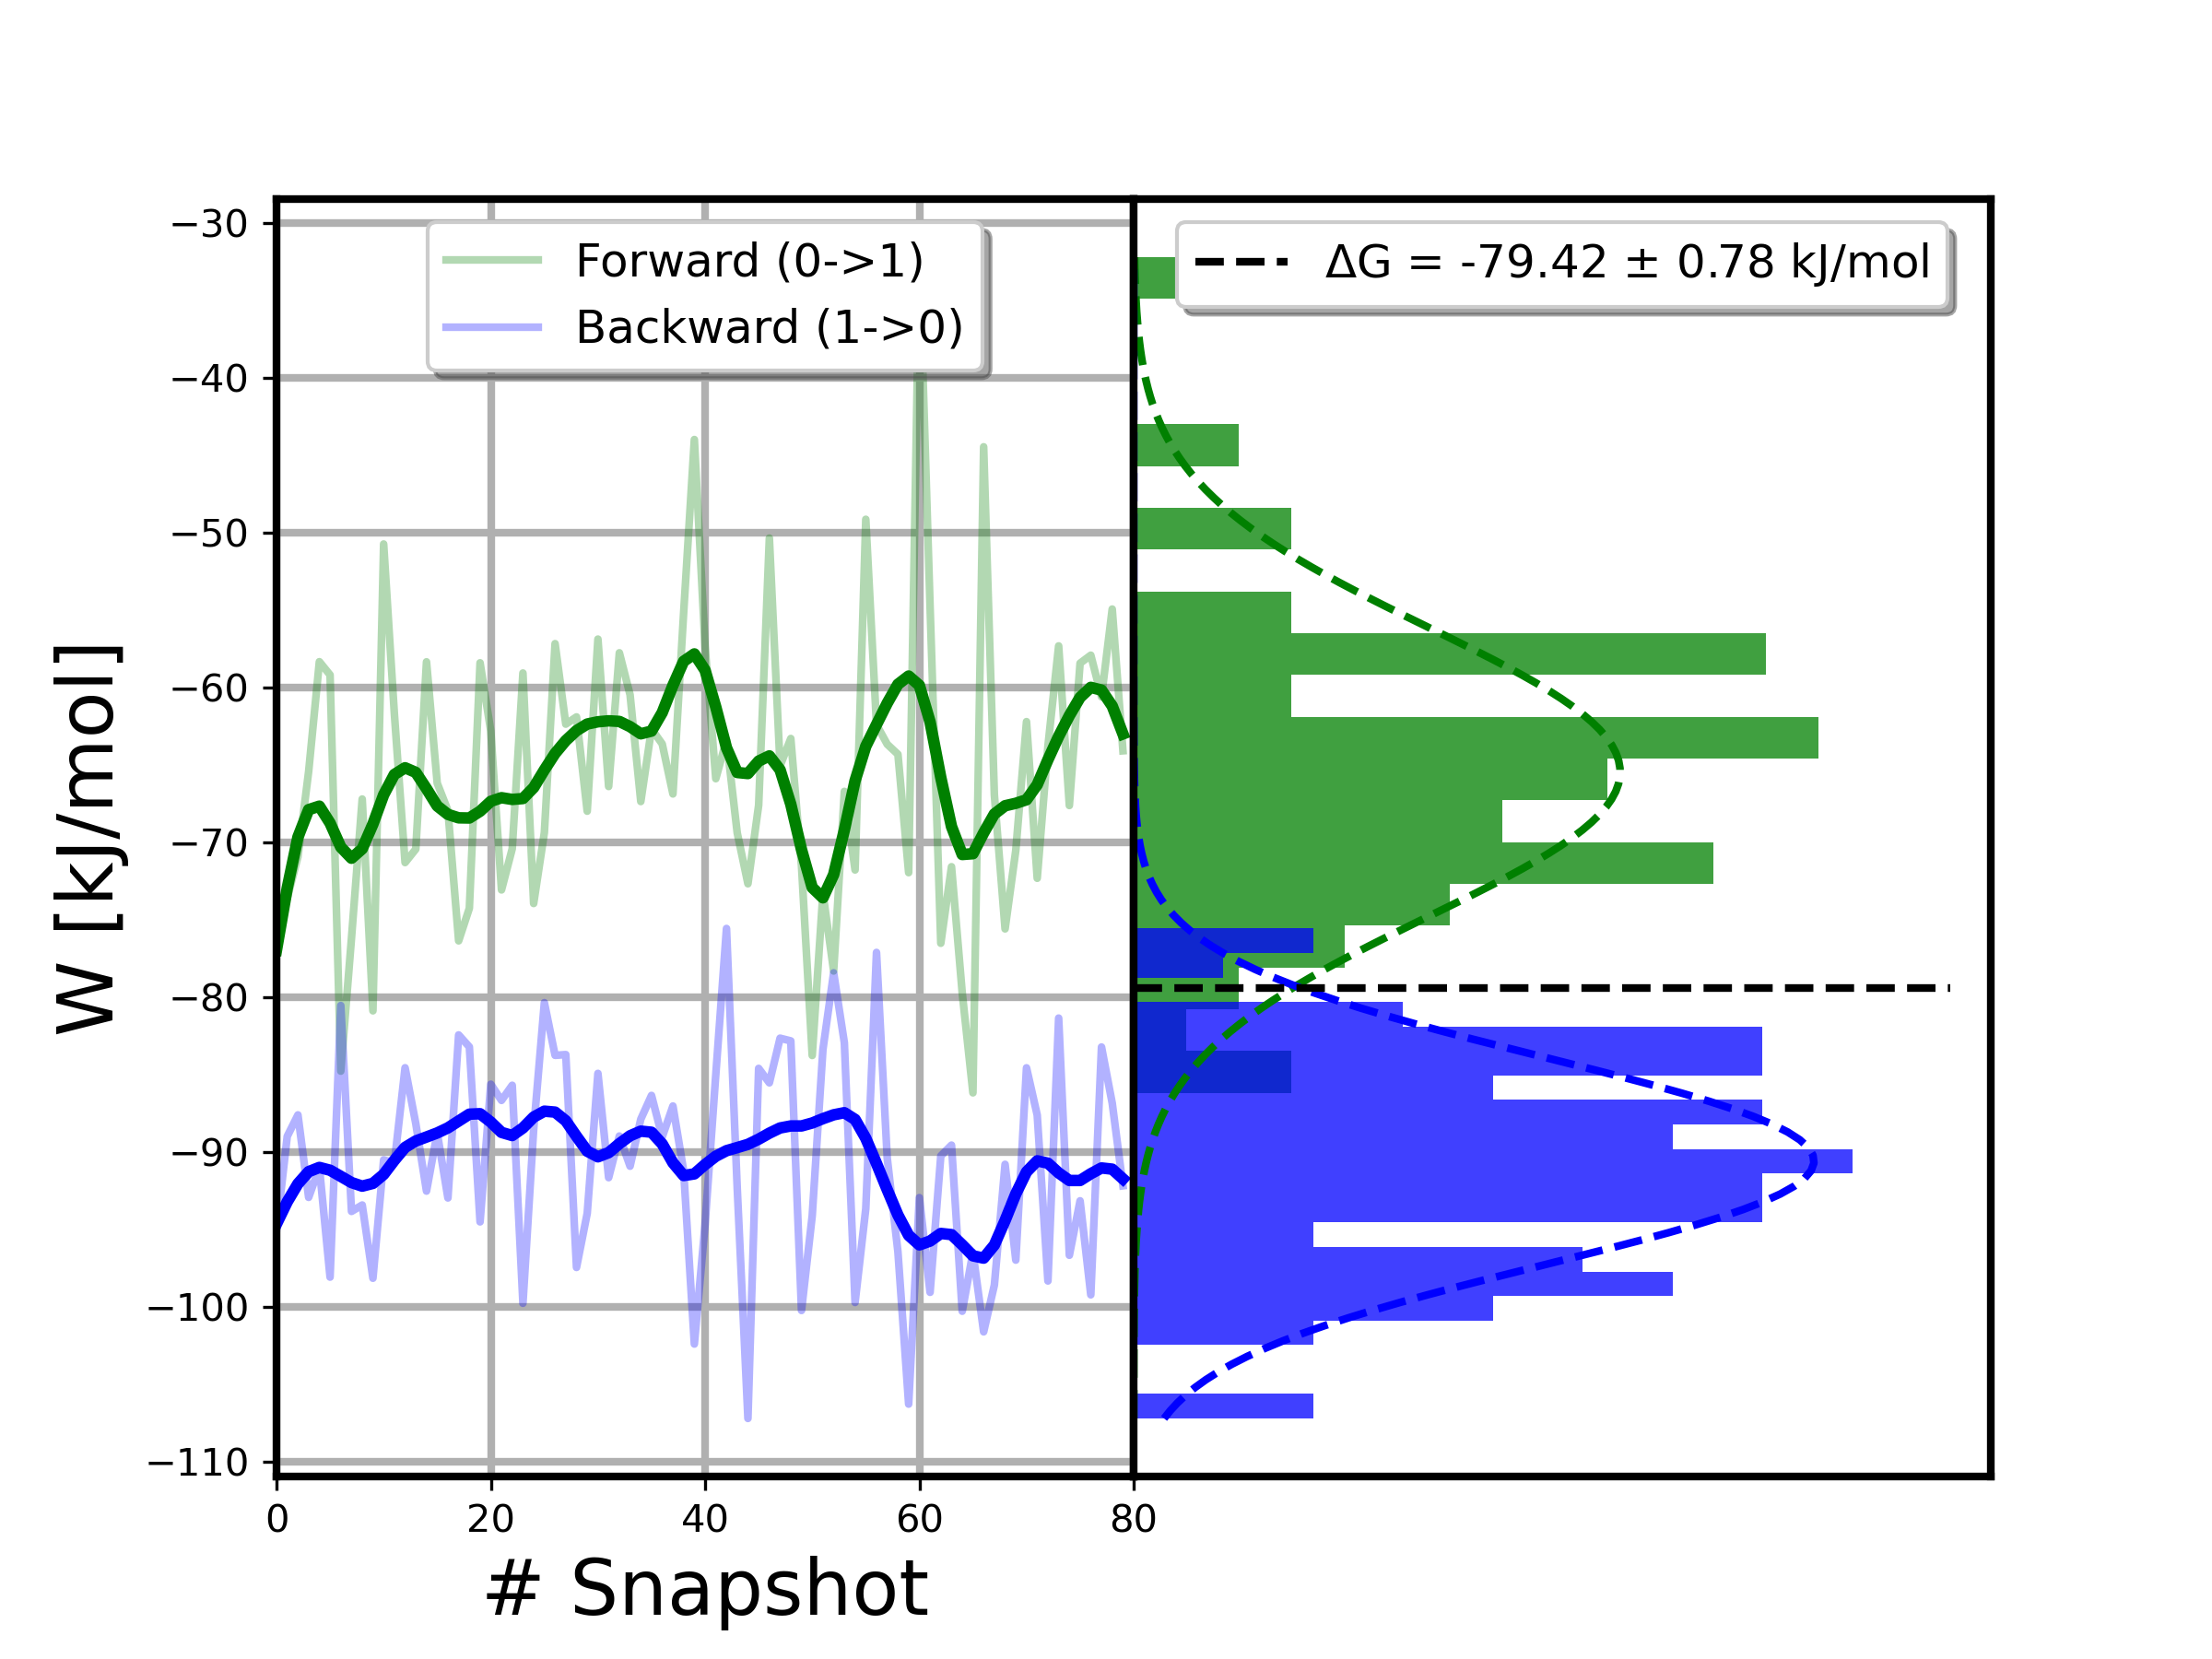 −30
−40
−50
−60
−70
−80
−90
−100
−110
W [kJ/mol]
Forward (0->1)
Backward (1->0)
ΔG = -79.42 ± 0.78 kJ/mol
0 20 40 60 80
# Snapshot